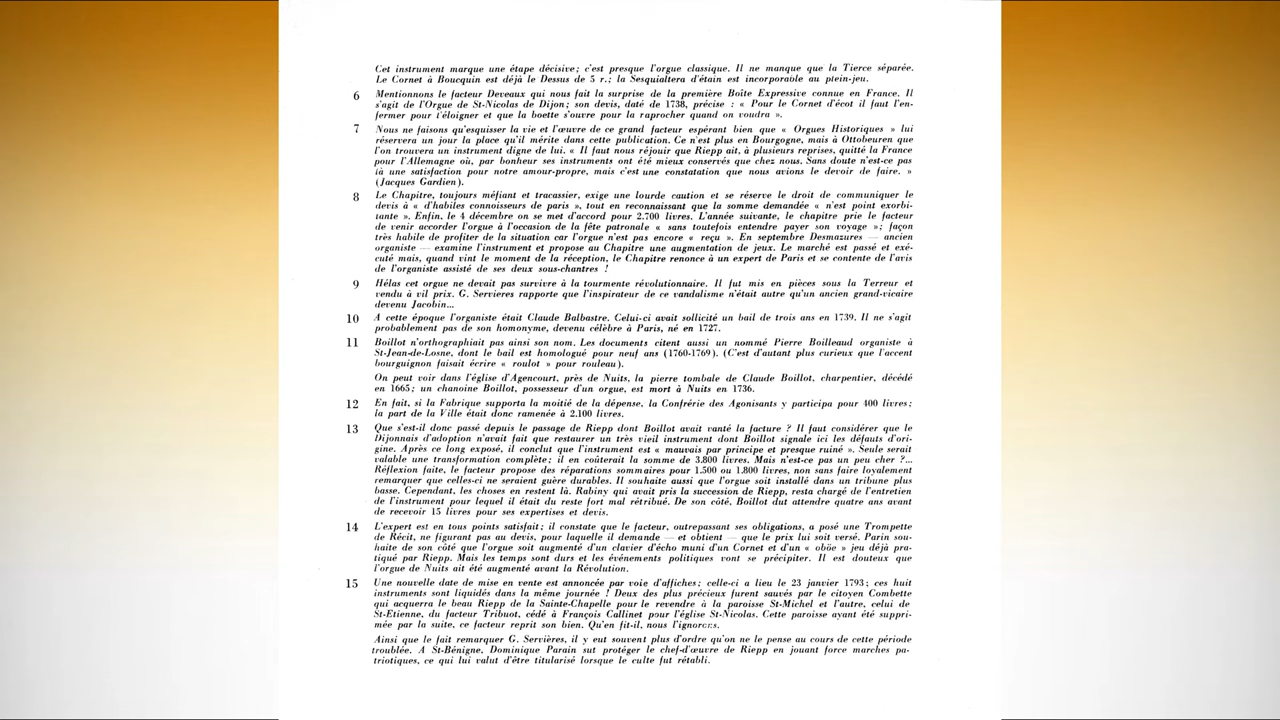 Cet instrument marque une étape décisive; c'est presque l'orgue classique. Il ne manque que la Tierce séparée.
Le Cornet à Boucquin est déjà le Dessus de 5 r.; la Sesquialtera d'étain est incorporable au plein-jeu.
6 Mentionnons le facteur Deveaux qui nous fait la surprise de la première Boîte Expressive connue en France. Il
s'agit de l'Orgue de St-Nicolas de Dijon; son devis, daté de 1738, précise : « Pour le Cornet d'écot il faut l'en-
fermer pour l'éloigner et que la boette s'ouvre pour la raprocher quand on voudra ».
7 Nous ne faisons qu'esquisser la vie et l'œuvre de ce grand facteur espérant bien que « Orgues Historiques » lui
réservera un jour la place qu'il mérite dans cette publication. Ce n'est plus en Bourgogne, mais à Ottobeuren que
l'on trouvera un instrument digne de lui. « Il faut nous réjouir que Riepp ait, à plusieurs reprises, quitté la France
pour l'Allemagne où, par bonheur ses instruments ont été mieux conservés que chez nous. Sans doute n'est-ce pas
là une satisfaction pour notre amour-propre, mais c'est une constatation que nous avions le devoir de faire. »
(Jacques Gardien).
8 Le Chapitre, toujours méfiant et tracassier, exige une lourde caution et se réserve le droit de communiquer le
devis à « d'habiles connoisseurs de paris », tout en reconnaissant que la somme demandée « n'est point exorbi-
tante ». Enfin, le 4 décembre on se met d'accord pour 2.700 livres. L'année suivante, le chapitre prie le facteur
de venir accorder l'orgue à l'occasion de la fête patronale « sans toutefois entendre payer son voyage »; façon
très habile de profiter de la situation car l'orgue n'est pas encore « reçu ». En septembre Desmazures — ancien
organiste — examine l'instrument et propose au Chapitre une augmentation de jeux. Le marché est passé et exé-
cuté mais, quand vint le moment de la réception, le Chapitre renonce à un expert de Paris et se contente de l'avis
de l'organiste assisté de ses deux sous-chantres !
9 Hélas cet orgue ne devait pas survivre à la tourmente révolutionnaire. Il fut mis en pièces sous la Terreur et
vendu à vil prix. G. Servieres rapporte que l'inspirateur de ce vandalisme n'était autre qu'un ancien grand-vicaire
devenu Jacobin...
10 A cette époque l'organiste était Claude Balbastre. Celui-ci avait sollicité un bail de trois ans en 1739. Il ne s'agit
probablement pas de son homonyme, devenu célèbre à Paris, né en 1727.
11 Boillot n'orthographiait pas ainsi son nom. Les documents citent aussi un nommé Pierre Boilleaud organiste à
St-Jean-de-Losne, dont le bail est homologué pour neuf ans (1760-1769). (C'est d'autant plus curieux que l'accent
bourguignon faisait écrire « roulot » pour rouleau).
On peut voir dans l'église d'Agencourt, près de Nuits, la pierre tombale de Claude Boillot, charpentier, décédé
en 1665; un chanoine Boillot, possesseur d'un orgue, est mort à Nuits en 1736.
12 En fait, si la Fabrique supporta la moitié de la dépense, la Confrérie des Agonisants y participa pour 400 livres;
la part de la Ville était donc ramenée à 2.100 livres.
13 Que s'est-il donc passé depuis le passage de Riepp dont Boillot avait vanté la facture ? Il faut considérer que le
Dijonnais d'adoption n'avait fait que restaurer un très vieil instrument dont Boillot signale ici les défauts d'ori-
gine. Après ce long exposé, il conclut que l'instrument est « mauvais par principe et presque ruiné ». Seule serait
valable une transformation complète; il en coûterait la somme de 3.800 livres. Mais n'est-ce pas un peu cher ?...
Réflexion faite, le facteur propose des réparations sommaires pour 1.500 ou 1.800 livres, non sans faire loyalement
remarquer que celles-ci ne seraient guère durables. Il souhaite aussi que l'orgue soit installé dans un tribune plus
basse. Cependant, les choses en restent là. Rabiny qui avait pris la succession de Riepp, resta chargé de l'entretien
de l'instrument pour lequel il était du reste fort mal rétribué. De son côté, Boillot dut attendre quatre ans avant
de recevoir 15 livres pour ses expertises et devis.
14 L'expert est en tous points satisfait; il constate que le facteur, outrepassant ses obligations, a posé une Trompette
de Récit, ne figurant pas au devis, pour laquelle il demande — et obtient — que le prix lui soit versé. Parin sou-
haite de son côté que l'orgue soit augmenté d'un clavier d'écho muni d'un Cornet et d'un « oböe » jeu déjà pra-
tiqué par Riepp. Mais les temps sont durs et les événements politiques vont se précipiter. Il est douteux que
l'orgue de Nuits ait été augmenté avant la Révolution.
15 Une nouvelle date de mise en vente est annoncée par voie d'affiches; celle-ci a lieu le 23 janvier 1793; ces huit
instruments sont liquidés dans la même journée ! Deux des plus précieux furent sauvés par le citoyen Combette
qui acquerra le beau Riepp de la Sainte-Chapelle pour le revendre à la paroisse St-Michel et l'autre, celui de
St-Etienne, du facteur Tribuot, cédé à François Callinet pour l'église St-Nicolas. Cette paroisse ayant été suppri-
mée par la suite, ce facteur reprit son bien. Qu'en fit-il, nous l'ignorons.
Ainsi que le fait remarquer G. Servières, il y eut souvent plus d'ordre qu'on ne le pense au cours de cette période
troublée. A St-Bénigne, Dominique Parain sut protéger le chef-d'œuvre de Riepp en jouant force marches pa-
triotiques, ce qui lui valut d'être titularisé lorsque le culte fut rétabli.